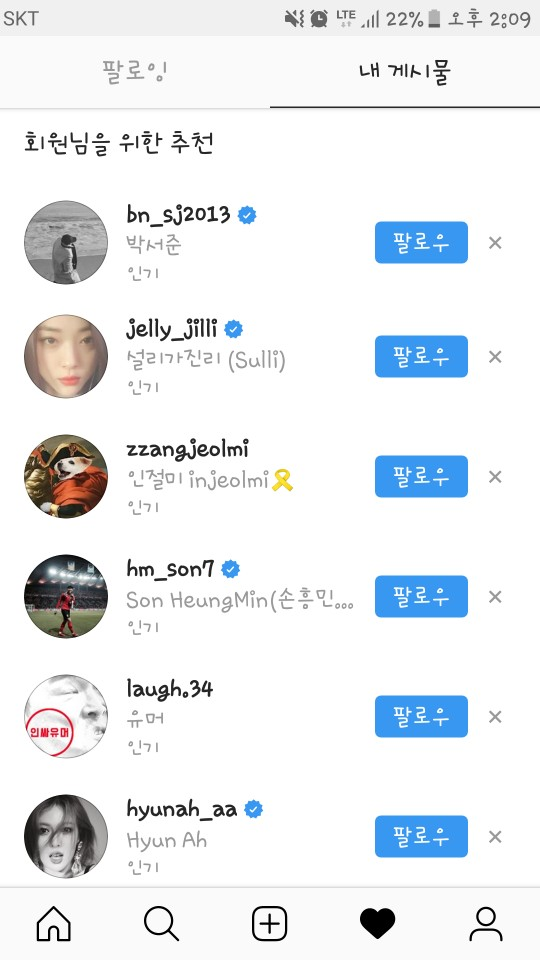 SKT LTE 22% 오후 2:09
팔로잉 내 게시물
회원님을 위한 추천
bn_sj2013
박서준
인기
팔로우
jelly_jilli
설리가진리 (Sulli)
인기
팔로우
zzangjeolmi
인절미 injeolmi🎗
인기
팔로우
hm_son7
Son HeungMin(손흥민...
인기
팔로우
laugh.34
유머
인기
팔로우
인싸유머
hyunah_aa
Hyun Ah
인기
팔로우